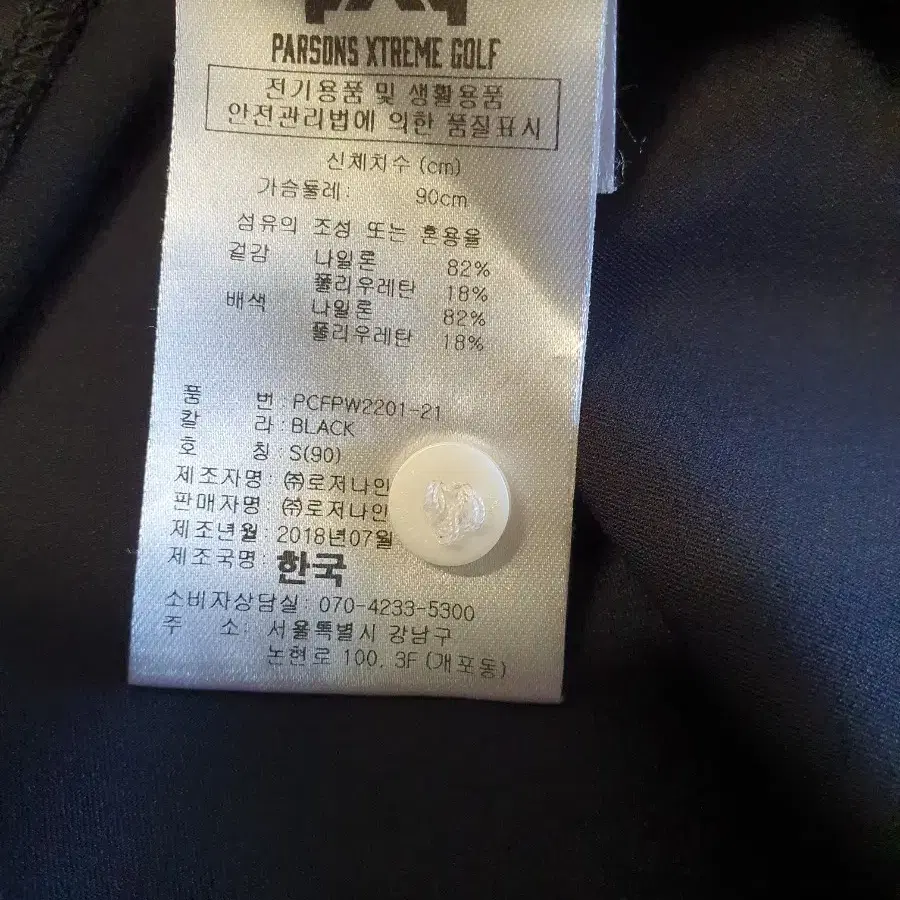 PARSONS XTREME GOLF
전기용품 및 생활용품
안전관리법에 의한 품질표시
신체치수 (cm)
가슴둘레: 90cm
섬유의 조성 또는 혼용율
겉감 나일론 82%
폴리우레탄 18%
배색 나일론 82%
폴리우레탄 18%
품 번 : PCFPW2201-21
칼 라 : BLACK
호 칭 : S(90)
제조자명 : ㈜로저나인
판매자명 : ㈜로저나인
제조년월 : 2018년07월
제조국명 : 한국
소비자상담실: 070-4233-5300
주 소: 서울특별시 강남구
논현로 100, 3F (개포동)